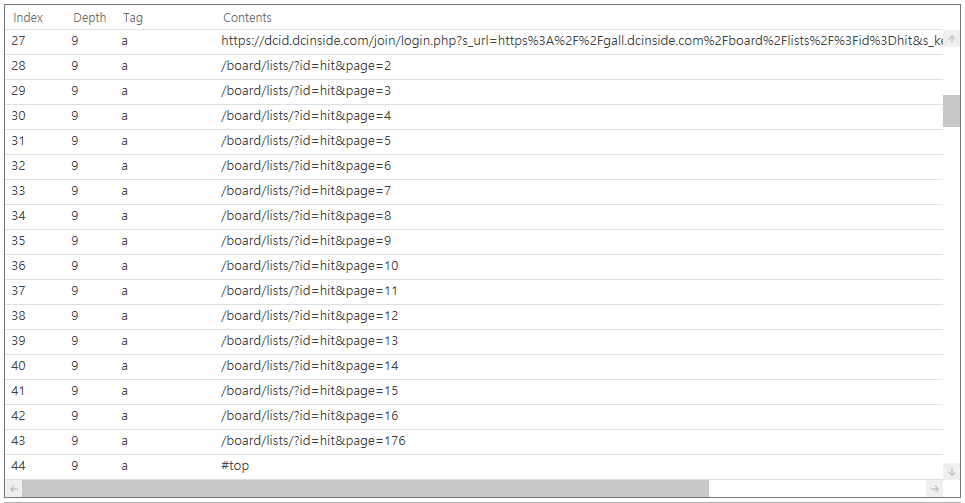 Index Depth Tag Contents
27 9 a https://dcid.dcinside.com/join/login.php?s_url=https%3A%2F%2Fgall.dcinside.com%2Fboard%2Flists%2F%3Fid%3Dhit&s_ke
28 9 a /board/lists/?id=hit&page=2
29 9 a /board/lists/?id=hit&page=3
30 9 a /board/lists/?id=hit&page=4
31 9 a /board/lists/?id=hit&page=5
32 9 a /board/lists/?id=hit&page=6
33 9 a /board/lists/?id=hit&page=7
34 9 a /board/lists/?id=hit&page=8
35 9 a /board/lists/?id=hit&page=9
36 9 a /board/lists/?id=hit&page=10
37 9 a /board/lists/?id=hit&page=11
38 9 a /board/lists/?id=hit&page=12
39 9 a /board/lists/?id=hit&page=13
40 9 a /board/lists/?id=hit&page=14
41 9 a /board/lists/?id=hit&page=15
42 9 a /board/lists/?id=hit&page=16
43 9 a /board/lists/?id=hit&page=176
44 9 a #top